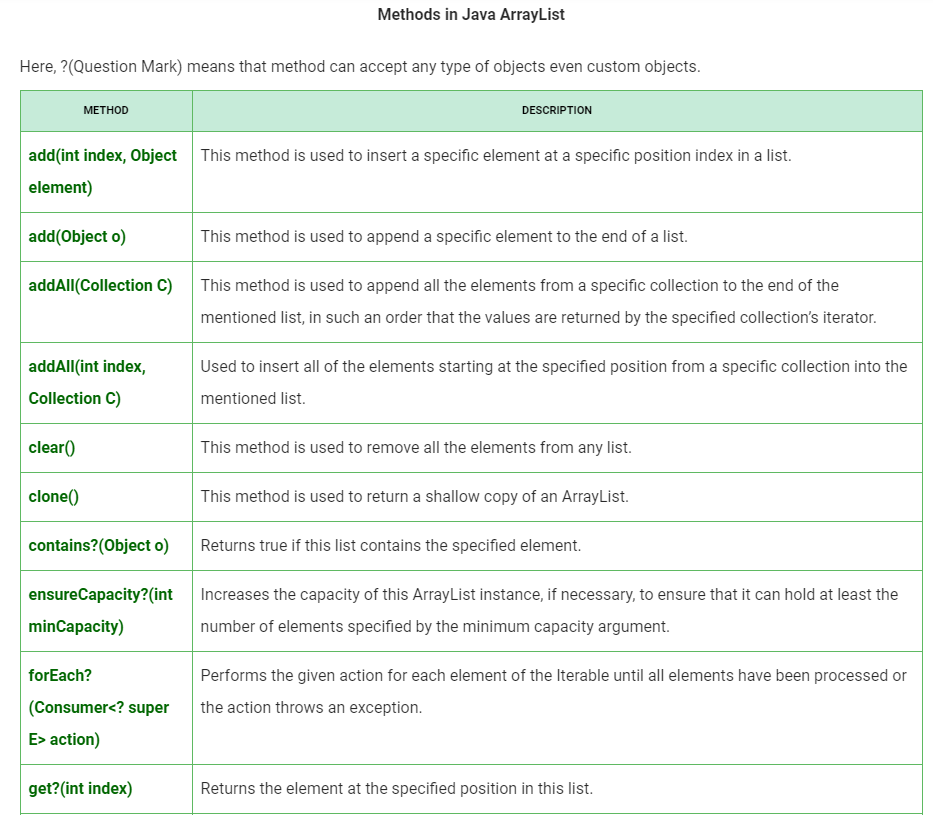 Methods in Java ArrayList
Here, ?(Question Mark) means that method can accept any type of objects even custom objects.
METHOD DESCRIPTION
add(int index, Object This method is used to insert a specific element at a specific position index in a list.
element)
add(Object o) This method is used to append a specific element to the end of a list.
addAll(Collection C) This method is used to append all the elements from a specific collection to the end of the
mentioned list, in such an order that the values are returned by the specified collection’s iterator.
addAll(int index, Used to insert all of the elements starting at the specified position from a specific collection into the
Collection C) mentioned list.
clear() This method is used to remove all the elements from any list.
clone() This method is used to return a shallow copy of an ArrayList.
contains?(Object o) Returns true if this list contains the specified element.
ensureCapacity?(int Increases the capacity of this ArrayList instance, if necessary, to ensure that it can hold at least the
minCapacity) number of elements specified by the minimum capacity argument.
forEach? Performs the given action for each element of the Iterable until all elements have been processed or
(Consumer<? super the action throws an exception.
E> action)
get?(int index) Returns the element at the specified position in this list.